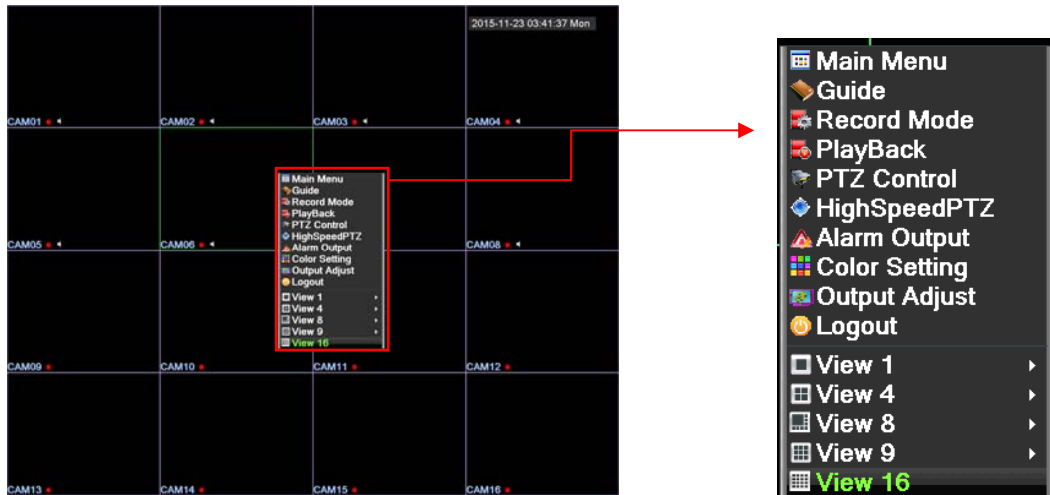 2015-11-23 03:41:37 Mon
CAM01
CAM02
CAM03
CAM04
Main Menu
Guide
Record Mode
PlayBack
PTZ Control
HighSpeedPTZ
Alarm Output
Color Setting
Output Adjust
Logout
View 1
View 4
View 8
View 9
View 16
CAM05
CAM06
CAM08
CAM09
CAM10
CAM11
CAM12
CAM13
CAM14
CAM15
CAM16
Main Menu
Guide
Record Mode
PlayBack
PTZ Control
HighSpeedPTZ
Alarm Output
Color Setting
Output Adjust
Logout
View 1
View 4
View 8
View 9
View 16